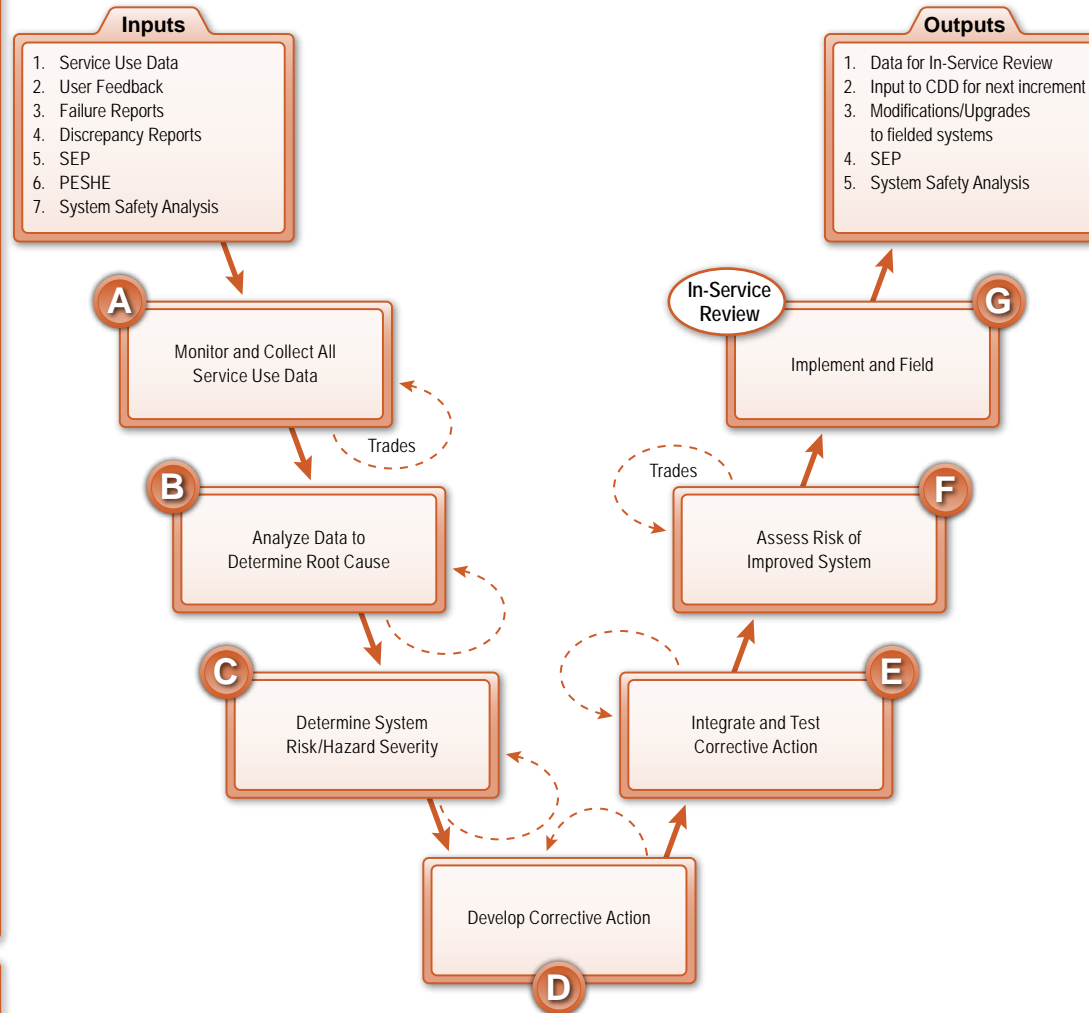 Inputs
1. Service Use Data
2. User Feedback
3. Failure Reports
4. Discrepancy Reports
5. SEP
6. PESHE
7. System Safety Analysis
Outputs
1. Data for In-Service Review
2. Input to CDD for next increment
3. Modifications/Upgrades
to fielded systems
4. SEP
5. System Safety Analysis
A
Monitor and Collect All
Service Use Data
Trades
B
Analyze Data to
Determine Root Cause
C
Determine System
Risk/Hazard Severity
Develop Corrective Action
D
E
Integrate and Test
Corrective Action
F
Trades
Assess Risk of
Improved System
In-Service
Review
G
Implement and Field